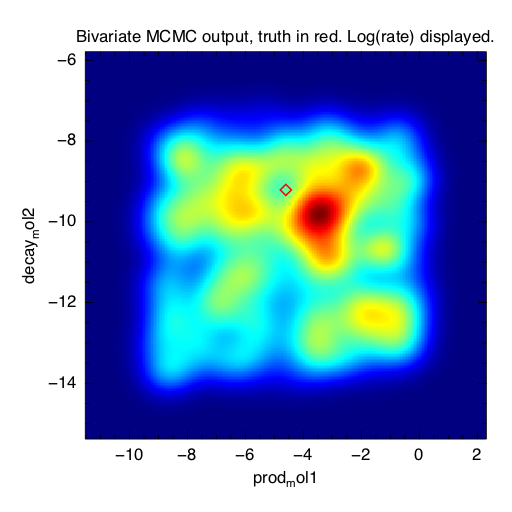 Bivariate MCMC output, truth in red. Log(rate) displayed.
−6
−8
−10
−12
−14
decay_mol2
−10 −8 −6 −4 −2 0 2
prod_mol1